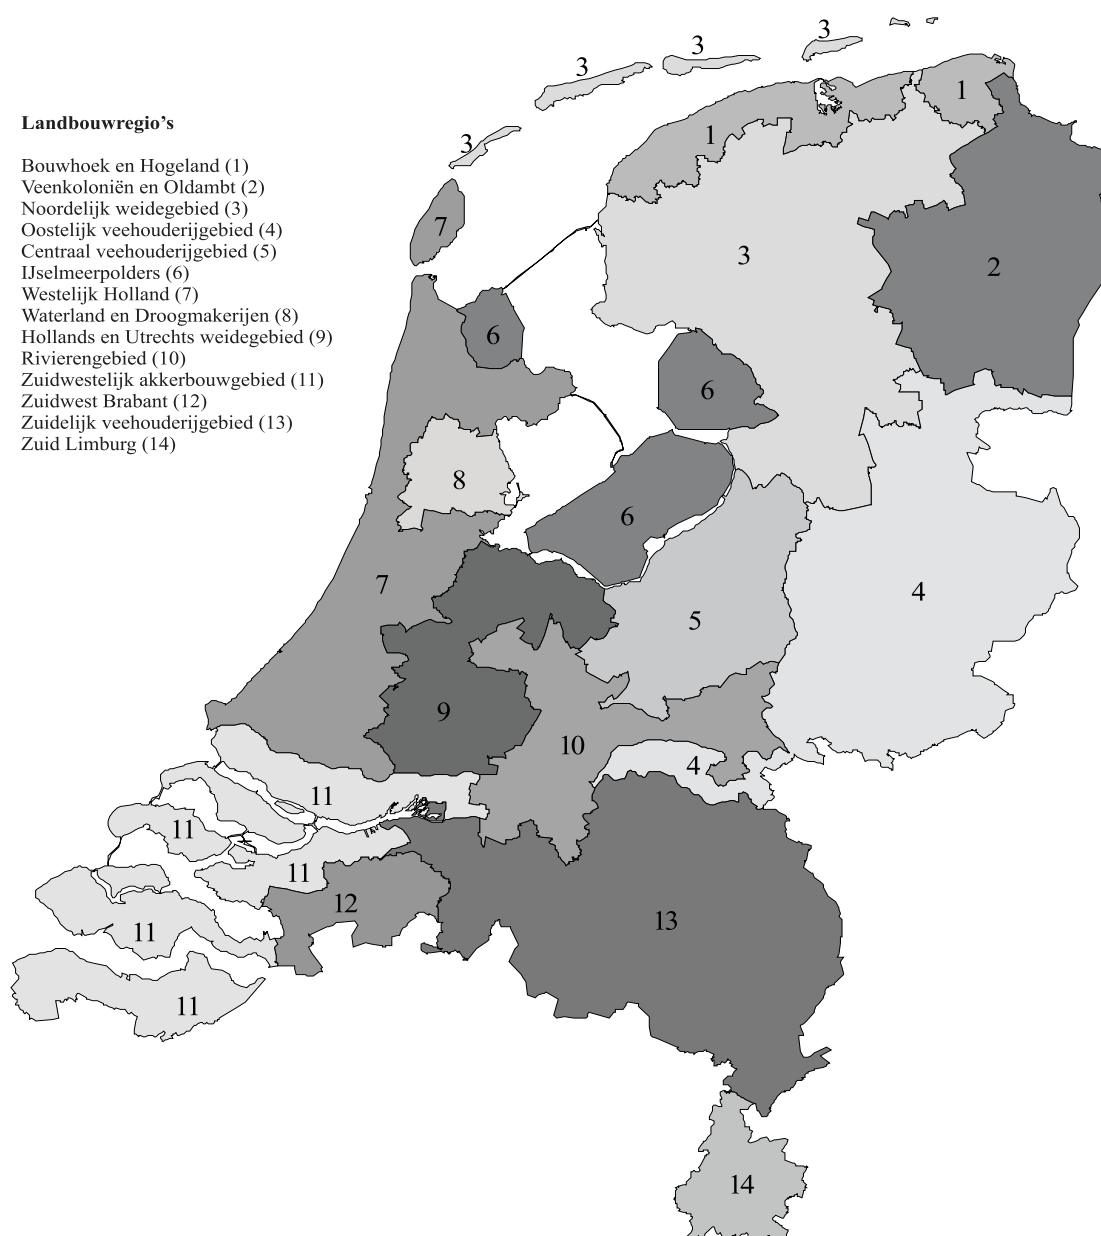 Landbouwregio’s
Bouwhoek en Hogeland (1)
Veenkoloniën en Oldambt (2)
Noordelijk weidegebied (3)
Oostelijk veehouderijgebied (4)
Centraal veehouderijgebied (5)
IJselmeerpolders (6)
Westelijk Holland (7)
Waterland en Droogmakerijen (8)
Hollands en Utrechts weidegebied (9)
Rivierengebied (10)
Zuidwestelijk akkerbouwgebied (11)
Zuidwest Brabant (12)
Zuidelijk veehouderijgebied (13)
Zuid Limburg (14)
3
3
3
3
1
1
7
3
2
6
6
8
6
7
4
5
9
10
4
11
11
11
12
13
11
11
14